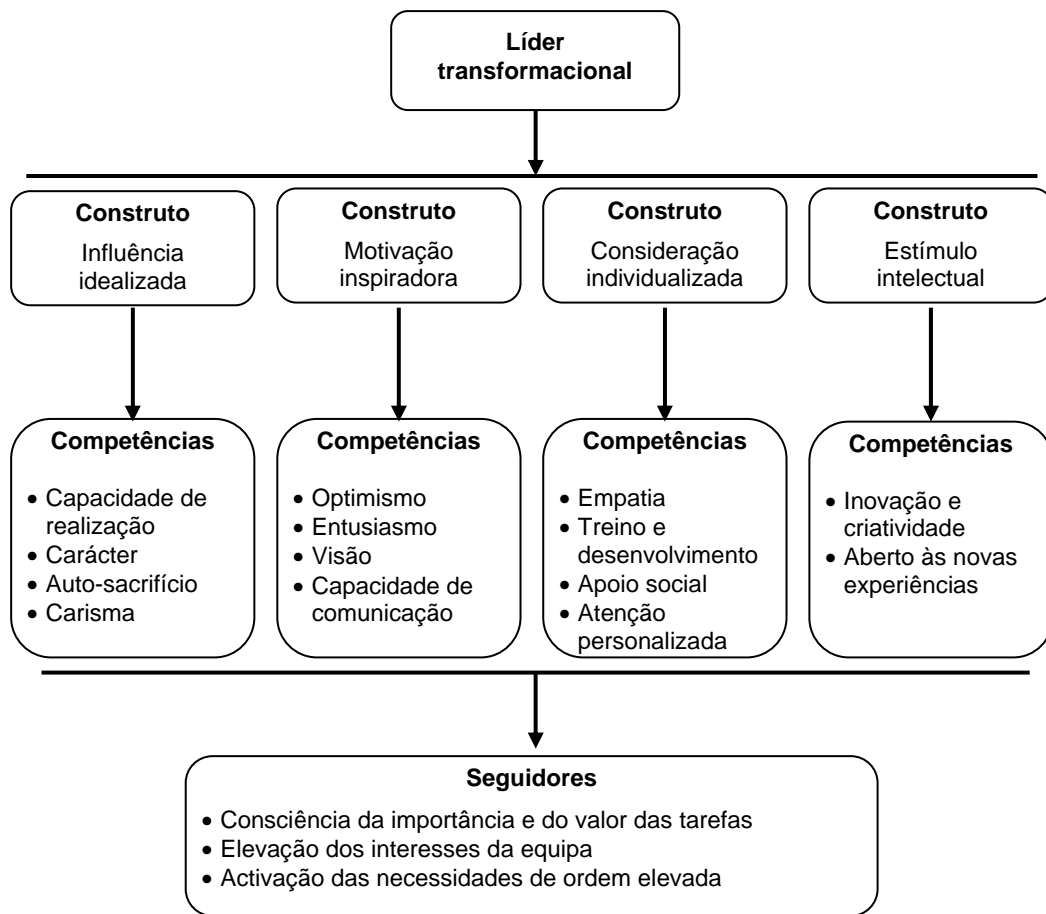 Líder
transformacional
Construto
Influência
idealizada
Construto
Motivação
inspiradora
Construto
Consideração
individualizada
Construto
Estímulo
intelectual
Competências
• Capacidade de
realização
• Carácter
• Auto-sacrifício
• Carisma
Competências
• Optimismo
• Entusiasmo
• Visão
• Capacidade de
comunicação
Competências
• Empatia
• Treino e
desenvolvimento
• Apoio social
• Atenção
personalizada
Competências
• Inovação e
criatividade
• Aberto às novas
experiências
Seguidores
• Consciência da importância e do valor das tarefas
• Elevação dos interesses da equipa
• Activação das necessidades de ordem elevada